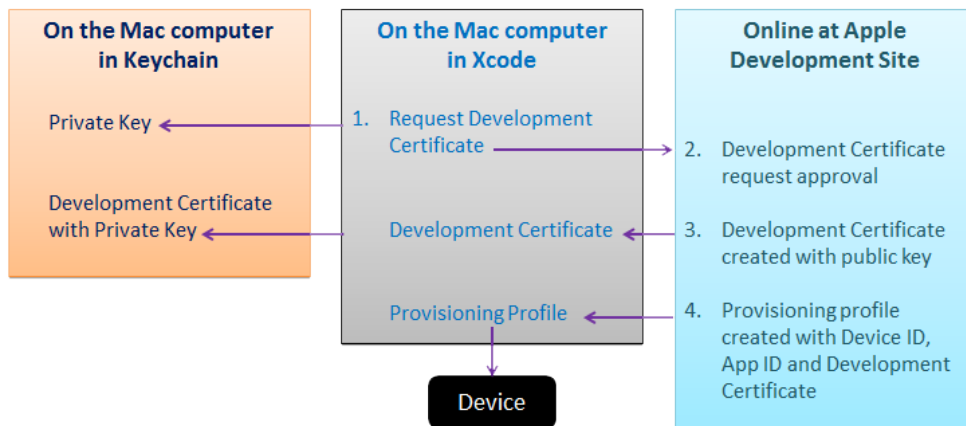 On the Mac computer
in Keychain
Private Key
Development Certificate
with Private Key
On the Mac computer
in Xcode
1. Request Development
Certificate
Development Certificate
Provisioning Profile
Device
Online at Apple
Development Site
2. Development Certificate
request approval
3. Development Certificate
created with public key
4. Provisioning profile
created with Device ID,
App ID and Development
Certificate